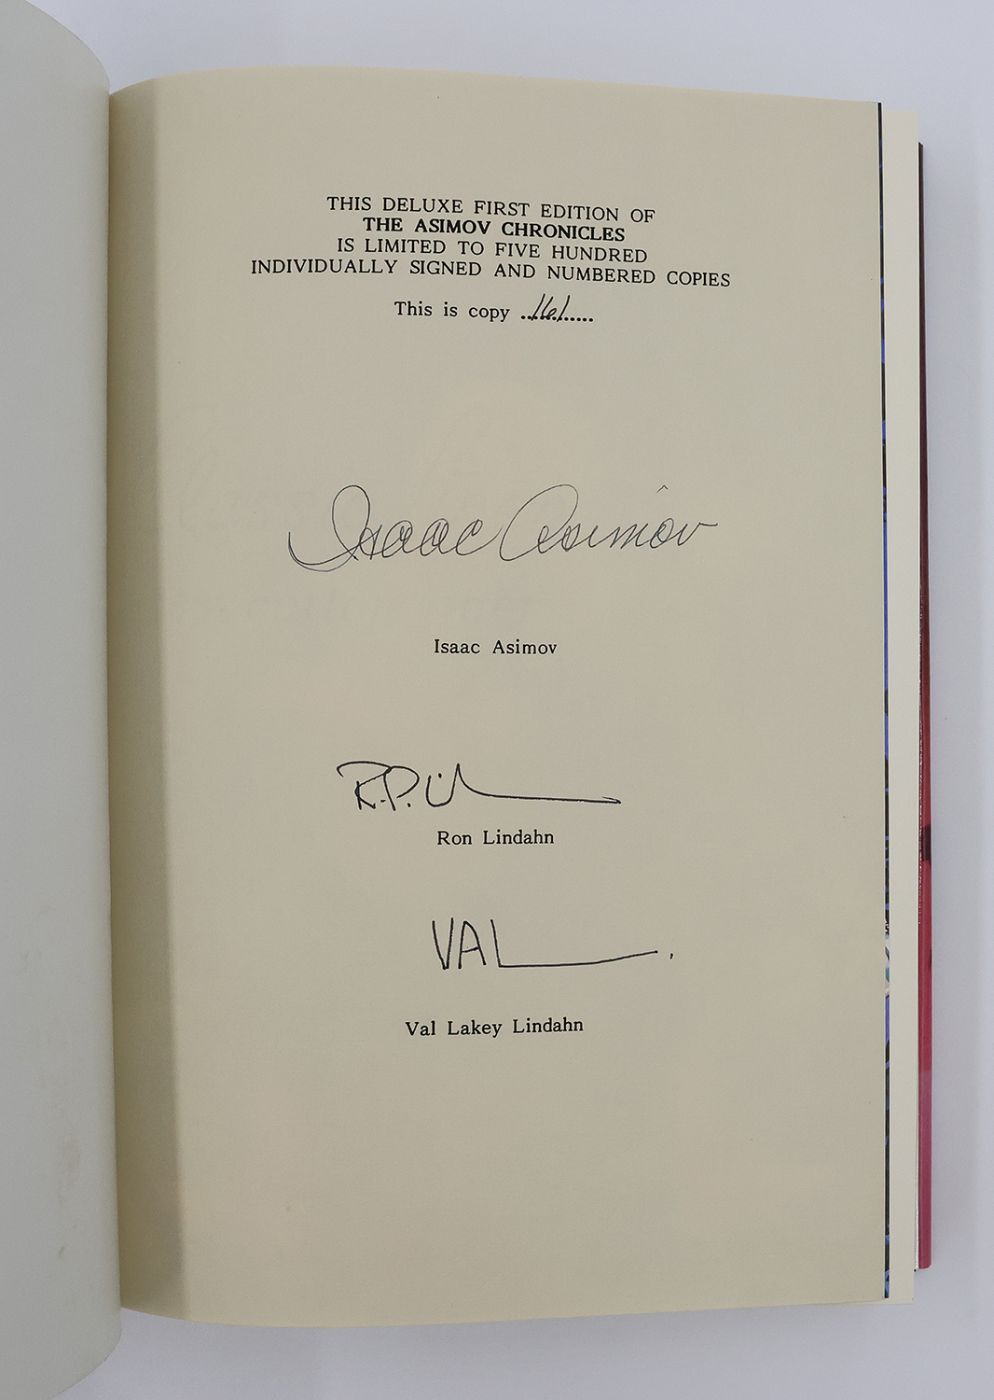 THIS DELUXE FIRST EDITION OF
THE ASIMOV CHRONICLES
IS LIMITED TO FIVE HUNDRED
INDIVIDUALLY SIGNED AND NUMBERED COPIES
This is copy ..161.....
Isaac Asimov
Isaac Asimov
R.P. Li
Ron Lindahn
VAL
Val Lakey Lindahn